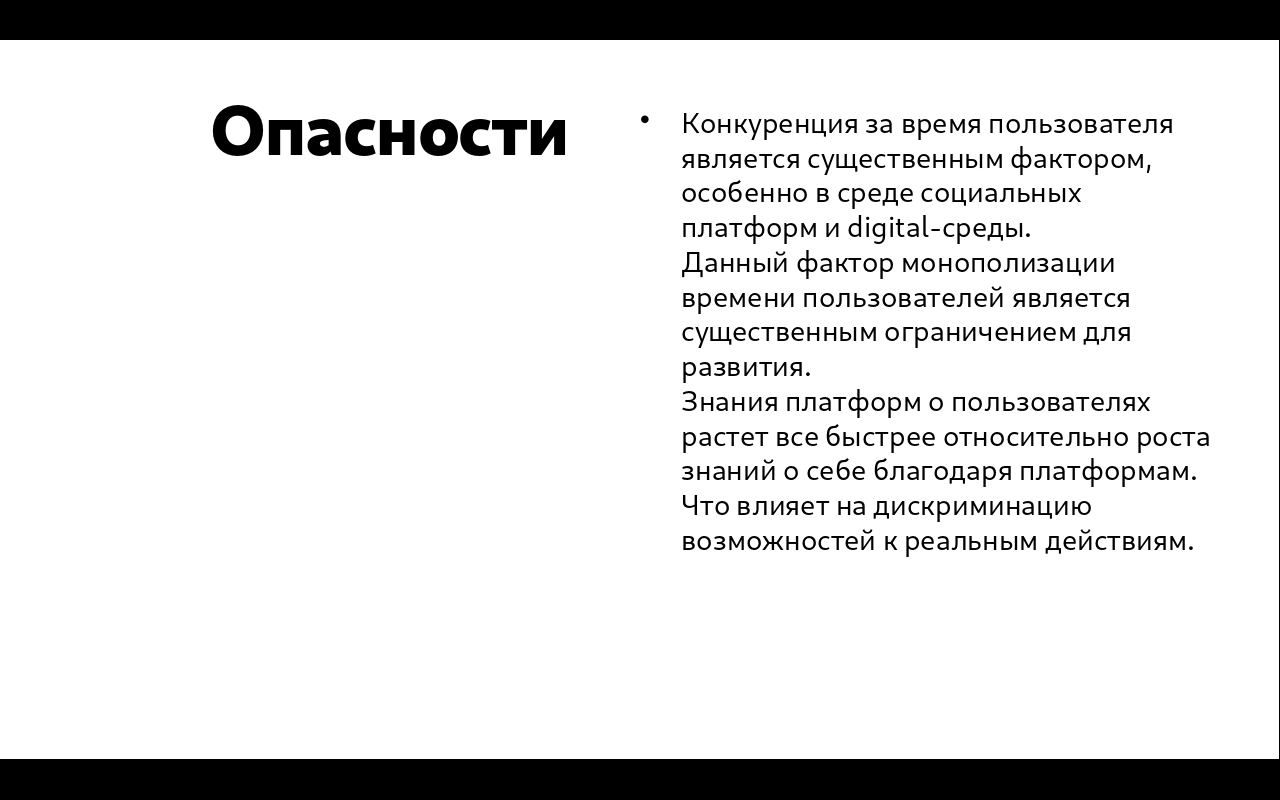 Опасности
• Конкуренция за время пользователя
является существенным фактором,
особенно в среде социальных
платформ и digital-среды.
Данный фактор монополизации
времени пользователей является
существенным ограничением для
развития.
Знания платформ о пользователях
растет все быстрее относительно роста
знаний о себе благодаря платформам.
Что влияет на дискриминацию
возможностей к реальным действиям.